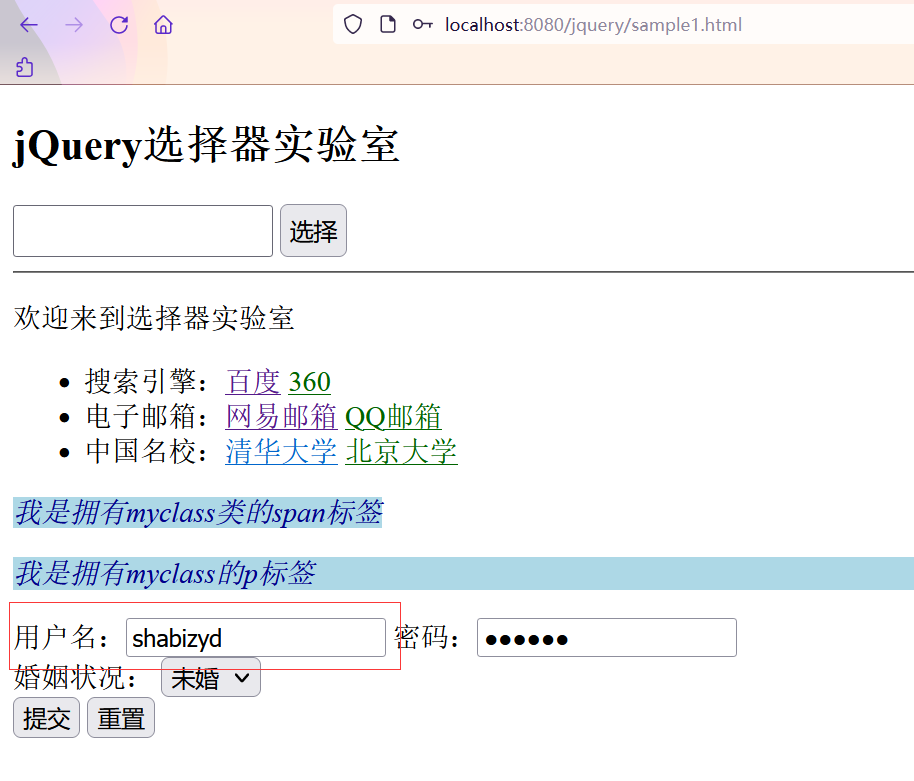 localhost:8080/jquery/sample1.html
jQuery选择器实验室
选择
欢迎来到选择器实验室
搜索引擎：百度 360
电子邮箱：网易邮箱 QQ邮箱
中国名校：清华大学 北京大学
我是拥有myclass类的span标签
我是拥有myclass的p标签
用户名：shabizyd 密码：●●●●●●
婚姻状况：未婚
提交 重置